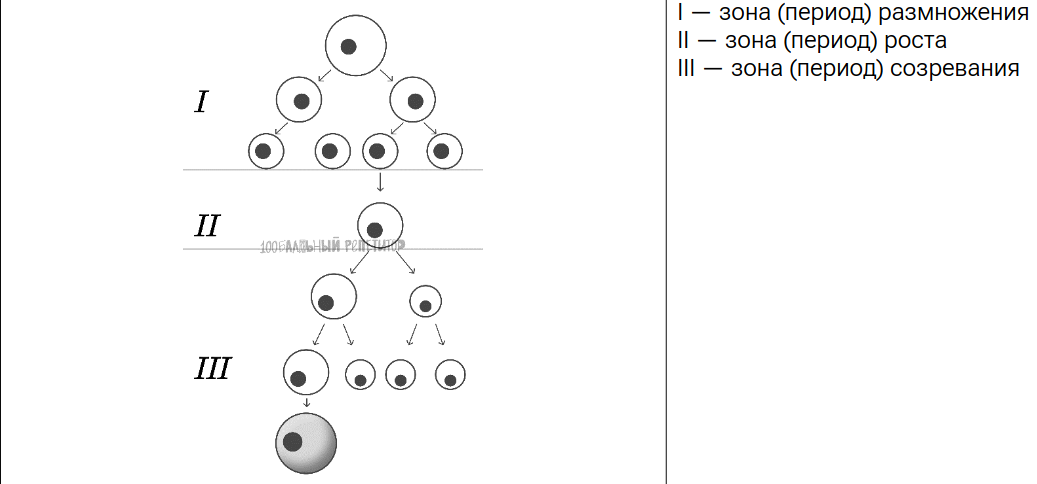 I
II
100БАЛЛЬНЫЙ РЕПЕТИТОР
III
I — зона (период) размножения
II — зона (период) роста
III — зона (период) созревания